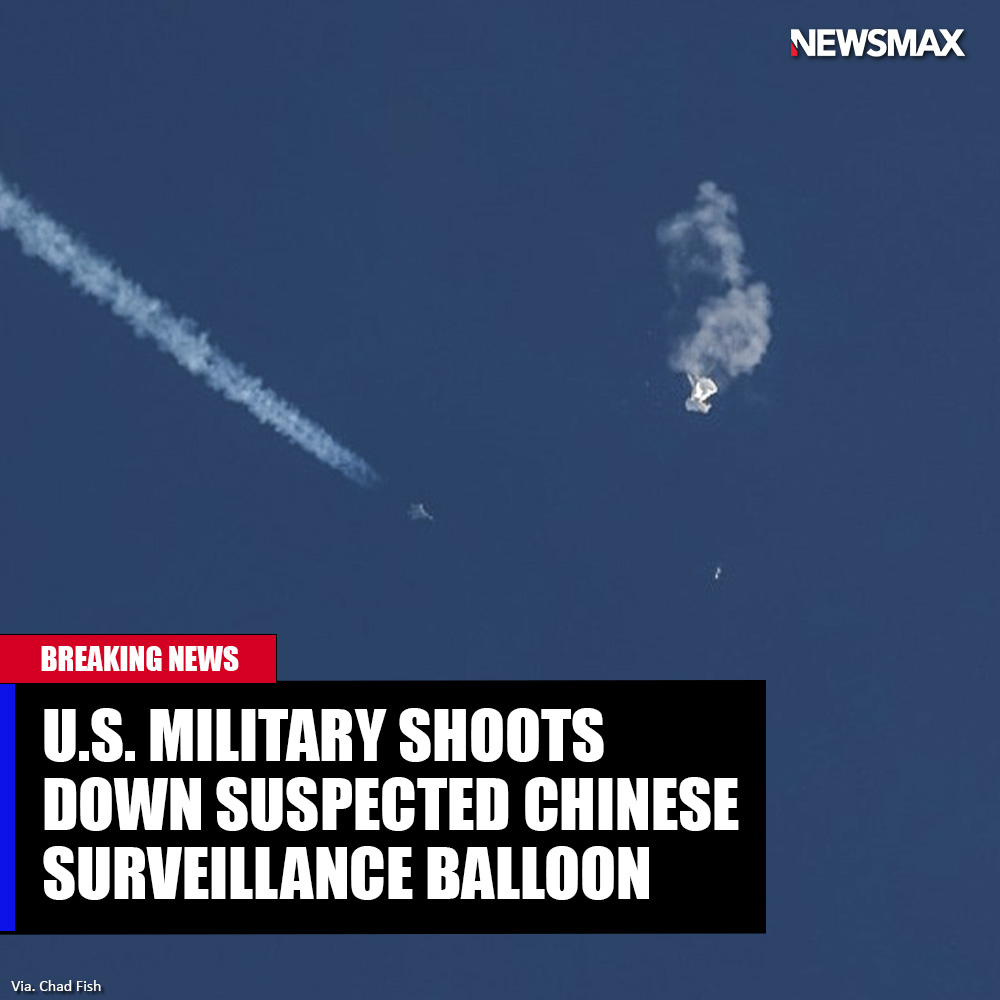 NEWSMAX
BREAKING NEWS
U.S. MILITARY SHOOTS
DOWN SUSPECTED CHINESE
SURVEILLANCE BALLOON
Via. Chad Fish